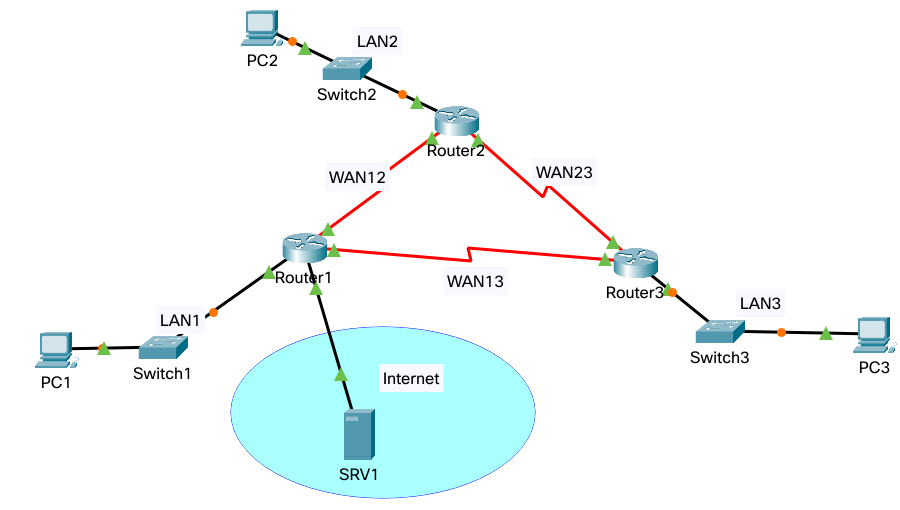 LAN2
PC2
Switch2
Router2
WAN23
WAN12
Router1
WAN13
Router3
LAN3
LAN1
Switch3
PC3
Switch1
PC1
Internet
SRV1